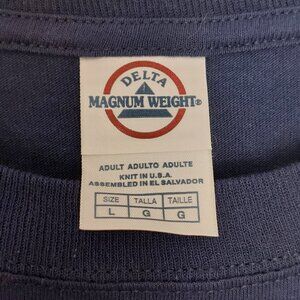 DELTA
MAGNUM WEIGHT®
ADULT ADULTO ADULTE
KNIT IN U.S.A.
ASSEMBLED IN EL SALVADOR
SIZE TALLA TAILLE
L G G